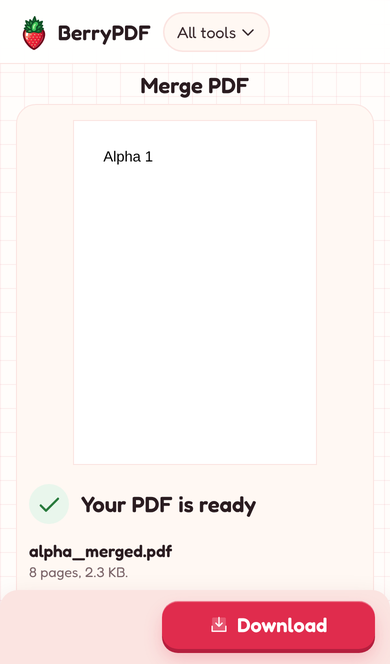 BerryPDF
All tools
Merge PDF
Alpha 1
Your PDF is ready
alpha_merged.pdf
8 pages, 2.3 KB.
Download